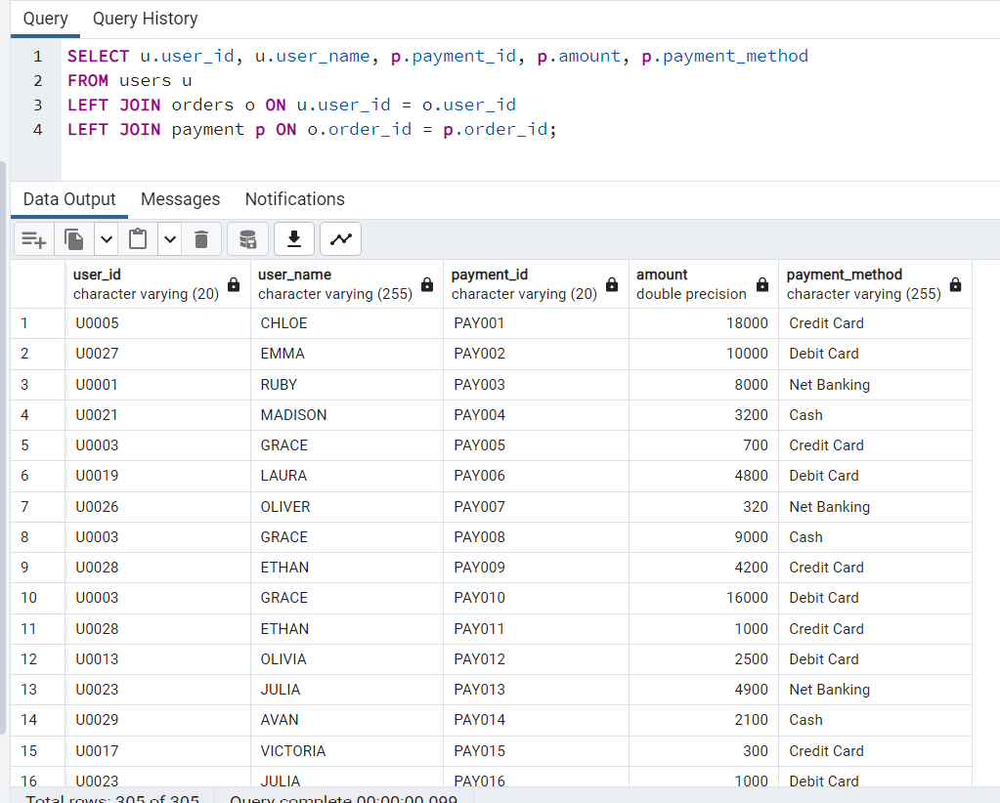 Query Query History
1 SELECT u.user_id, u.user_name, p.payment_id, p.amount, p.payment_method
2 FROM users u
3 LEFT JOIN orders o ON u.user_id = o.user_id
4 LEFT JOIN payment p ON o.order_id = p.order_id;
Data Output Messages Notifications
user_id user_name payment_id amount payment_method
character varying (20) character varying (255) character varying (20) double precision character varying (255)
1 U0005 CHLOE PAY001 18000 Credit Card
2 U0027 EMMA PAY002 10000 Debit Card
3 U0001 RUBY PAY003 8000 Net Banking
4 U0021 MADISON PAY004 3200 Cash
5 U0003 GRACE PAY005 700 Credit Card
6 U0019 LAURA PAY006 4800 Debit Card
7 U0026 OLIVER PAY007 320 Net Banking
8 U0003 GRACE PAY008 9000 Cash
9 U0028 ETHAN PAY009 4200 Credit Card
10 U0003 GRACE PAY010 16000 Debit Card
11 U0028 ETHAN PAY011 1000 Credit Card
12 U0013 OLIVIA PAY012 2500 Debit Card
13 U0023 JULIA PAY013 4900 Net Banking
14 U0029 AVAN PAY014 2100 Cash
15 U0017 VICTORIA PAY015 300 Credit Card
16 U0023 JULIA PAY016 1000 Debit Card
Total rows: 305 of 305 Query complete 00:00:00.099